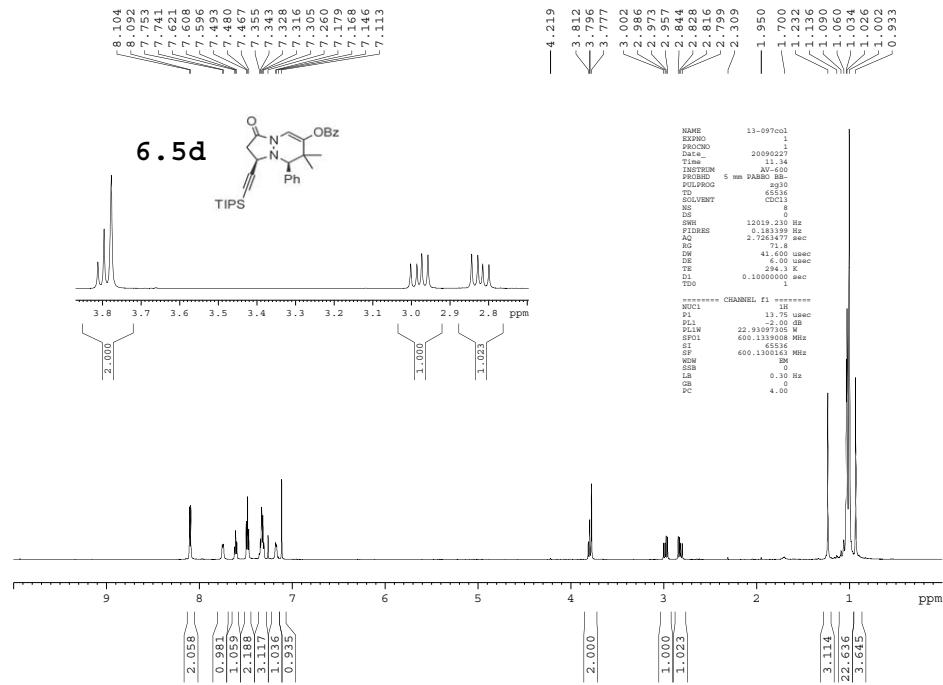 8.104
8.092
7.753
7.741
7.621
7.608
7.596
7.493
7.480
7.467
7.355
7.343
7.328
7.316
7.305
7.260
7.179
7.168
7.146
7.113
4.219
3.812
3.796
3.777
3.002
2.986
2.973
2.957
2.844
2.828
2.816
2.799
2.309
1.950
1.700
1.232
1.136
1.090
1.060
1.034
1.026
1.002
0.933
6.5d
O
N
OBz
N
Ph
TIPS
NAME 13-097col
EXPNO 1
PROCNO 1
Date_ 20090227
Time 11.34
INSTRUM AV-600
PROBHD 5 mm PABBO BB-
PULPROG zg30
TD 65536
SOLVENT CDCl3
NS 8
DS 0
SWH 12019.230 Hz
FIDRES 0.183399 Hz
AQ 2.7263477 sec
RG 71.8
DW 41.600 usec
DE 6.00 usec
TE 294.3 K
D1 0.10000000 sec
TD0 1
======== CHANNEL f1 ========
NUC1 1H
P1 13.75 usec
PL1 -2.00 dB
PL1W 22.93097305 W
SFO1 600.1339008 MHz
SI 65536
SF 600.1300163 MHz
WDW EM
SSB 0
LB 0.30 Hz
GB 0
PC 4.00
3.8 3.7 3.6 3.5 3.4 3.3 3.2 3.1 3.0 2.9 2.8 ppm
2.000 1.000 1.023
9 8 7 6 5 4 3 2 1 ppm
2.058 0.981 1.059 2.188 3.117 1.036 0.935 2.000 1.000 1.023 3.114 22.636 3.645